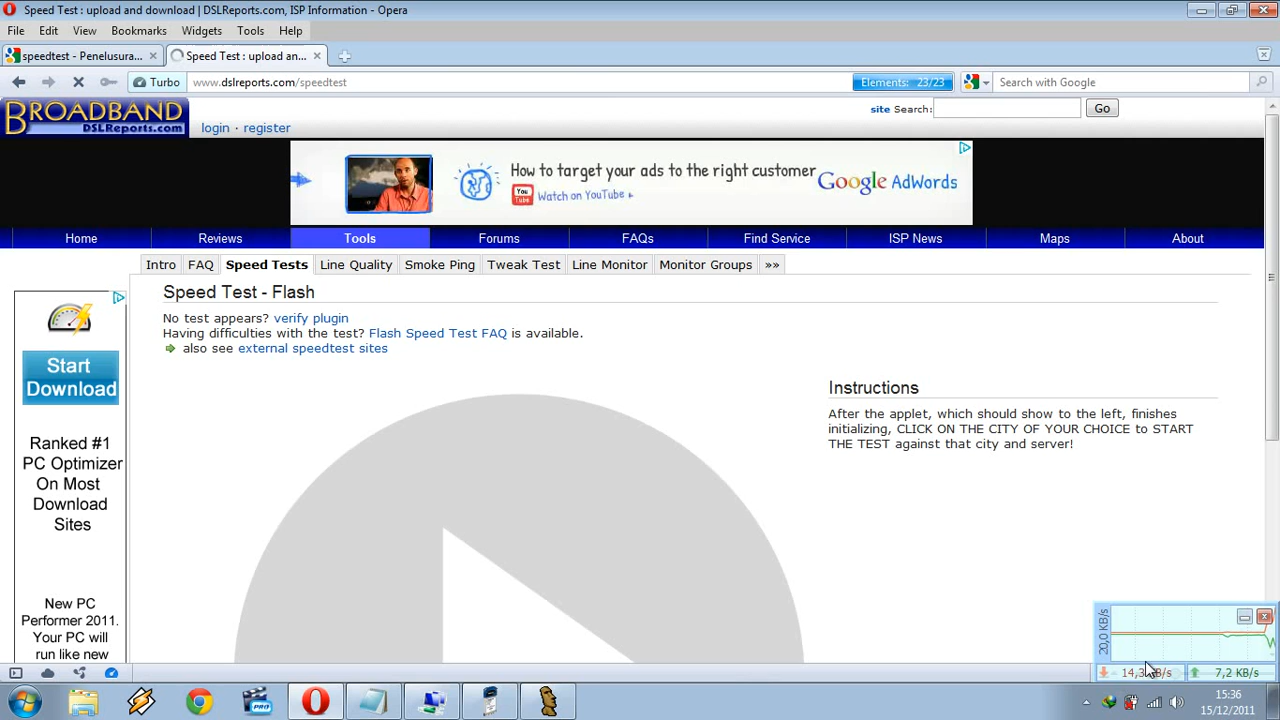 Speed Test : upload and download | DSLReports.com, ISP Information - Opera
File Edit View Bookmarks Widgets Tools Help
speedtest - Penelusura...
Speed Test : upload an...
Turbo
www.dslreports.com/speedtest
Elements: 23/23
Search with Google
BROADBAND
DSLReports.com
login · register
site Search:
Go
How to target your ads to the right customer
You Tube
Watch on YouTube
Google AdWords
Home Reviews Tools Forums FAQs Find Service ISP News Maps About
Intro FAQ Speed Tests Line Quality Smoke Ping Tweak Test Line Monitor Monitor Groups »»
Speed Test - Flash
No test appears? verify plugin
Having difficulties with the test? Flash Speed Test FAQ is available.
also see external speedtest sites
Start
Download
Ranked #1
PC Optimizer
On Most
Download
Sites
New PC
Performer 2011.
Your PC will
run like new
Instructions
After the applet, which should show to the left, finishes
initializing, CLICK ON THE CITY OF YOUR CHOICE to START
THE TEST against that city and server!
20,0 KB/s
7,2 KB/s
PRO
15:36
15/12/2011